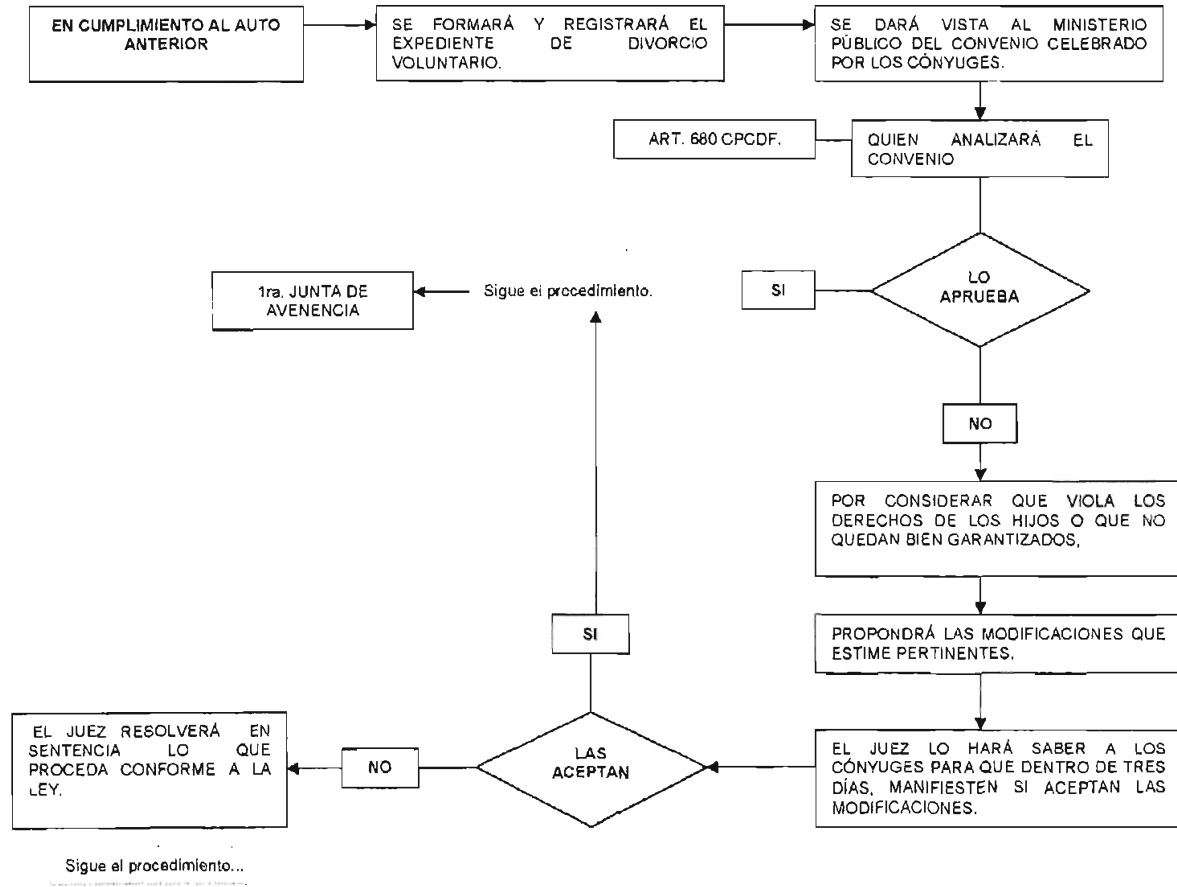 EN CUMPLIMIENTO AL AUTO
ANTERIOR
SE FORMARÁ Y REGISTRARÁ EL
EXPEDIENTE DE DIVORCIO
VOLUNTARIO.
SE DARÁ VISTA AL MINISTERIO
PÚBLICO DEL CONVENIO CELEBRADO
POR LOS CÓNYUGES.
ART. 680 CPCDF.
QUIEN ANALIZARÁ EL
CONVENIO
1ra. JUNTA DE
AVENENCIA
Sigue el procedimiento.
SI
LO
APRUEBA
NO
POR CONSIDERAR QUE VIOLA LOS
DERECHOS DE LOS HIJOS O QUE NO
QUEDAN BIEN GARANTIZADOS,
SI
PROPONDRÁ LAS MODIFICACIONES QUE
ESTIME PERTINENTES.
EL JUEZ RESOLVERÁ EN
SENTENCIA LO QUE
PROCEDA CONFORME A LA
LEY.
NO
LAS
ACEPTAN
EL JUEZ LO HARÁ SABER A LOS
CÓNYUGES PARA QUE DENTRO DE TRES
DÍAS, MANIFIESTEN SI ACEPTAN LAS
MODIFICACIONES.
Sigue el procedimiento...